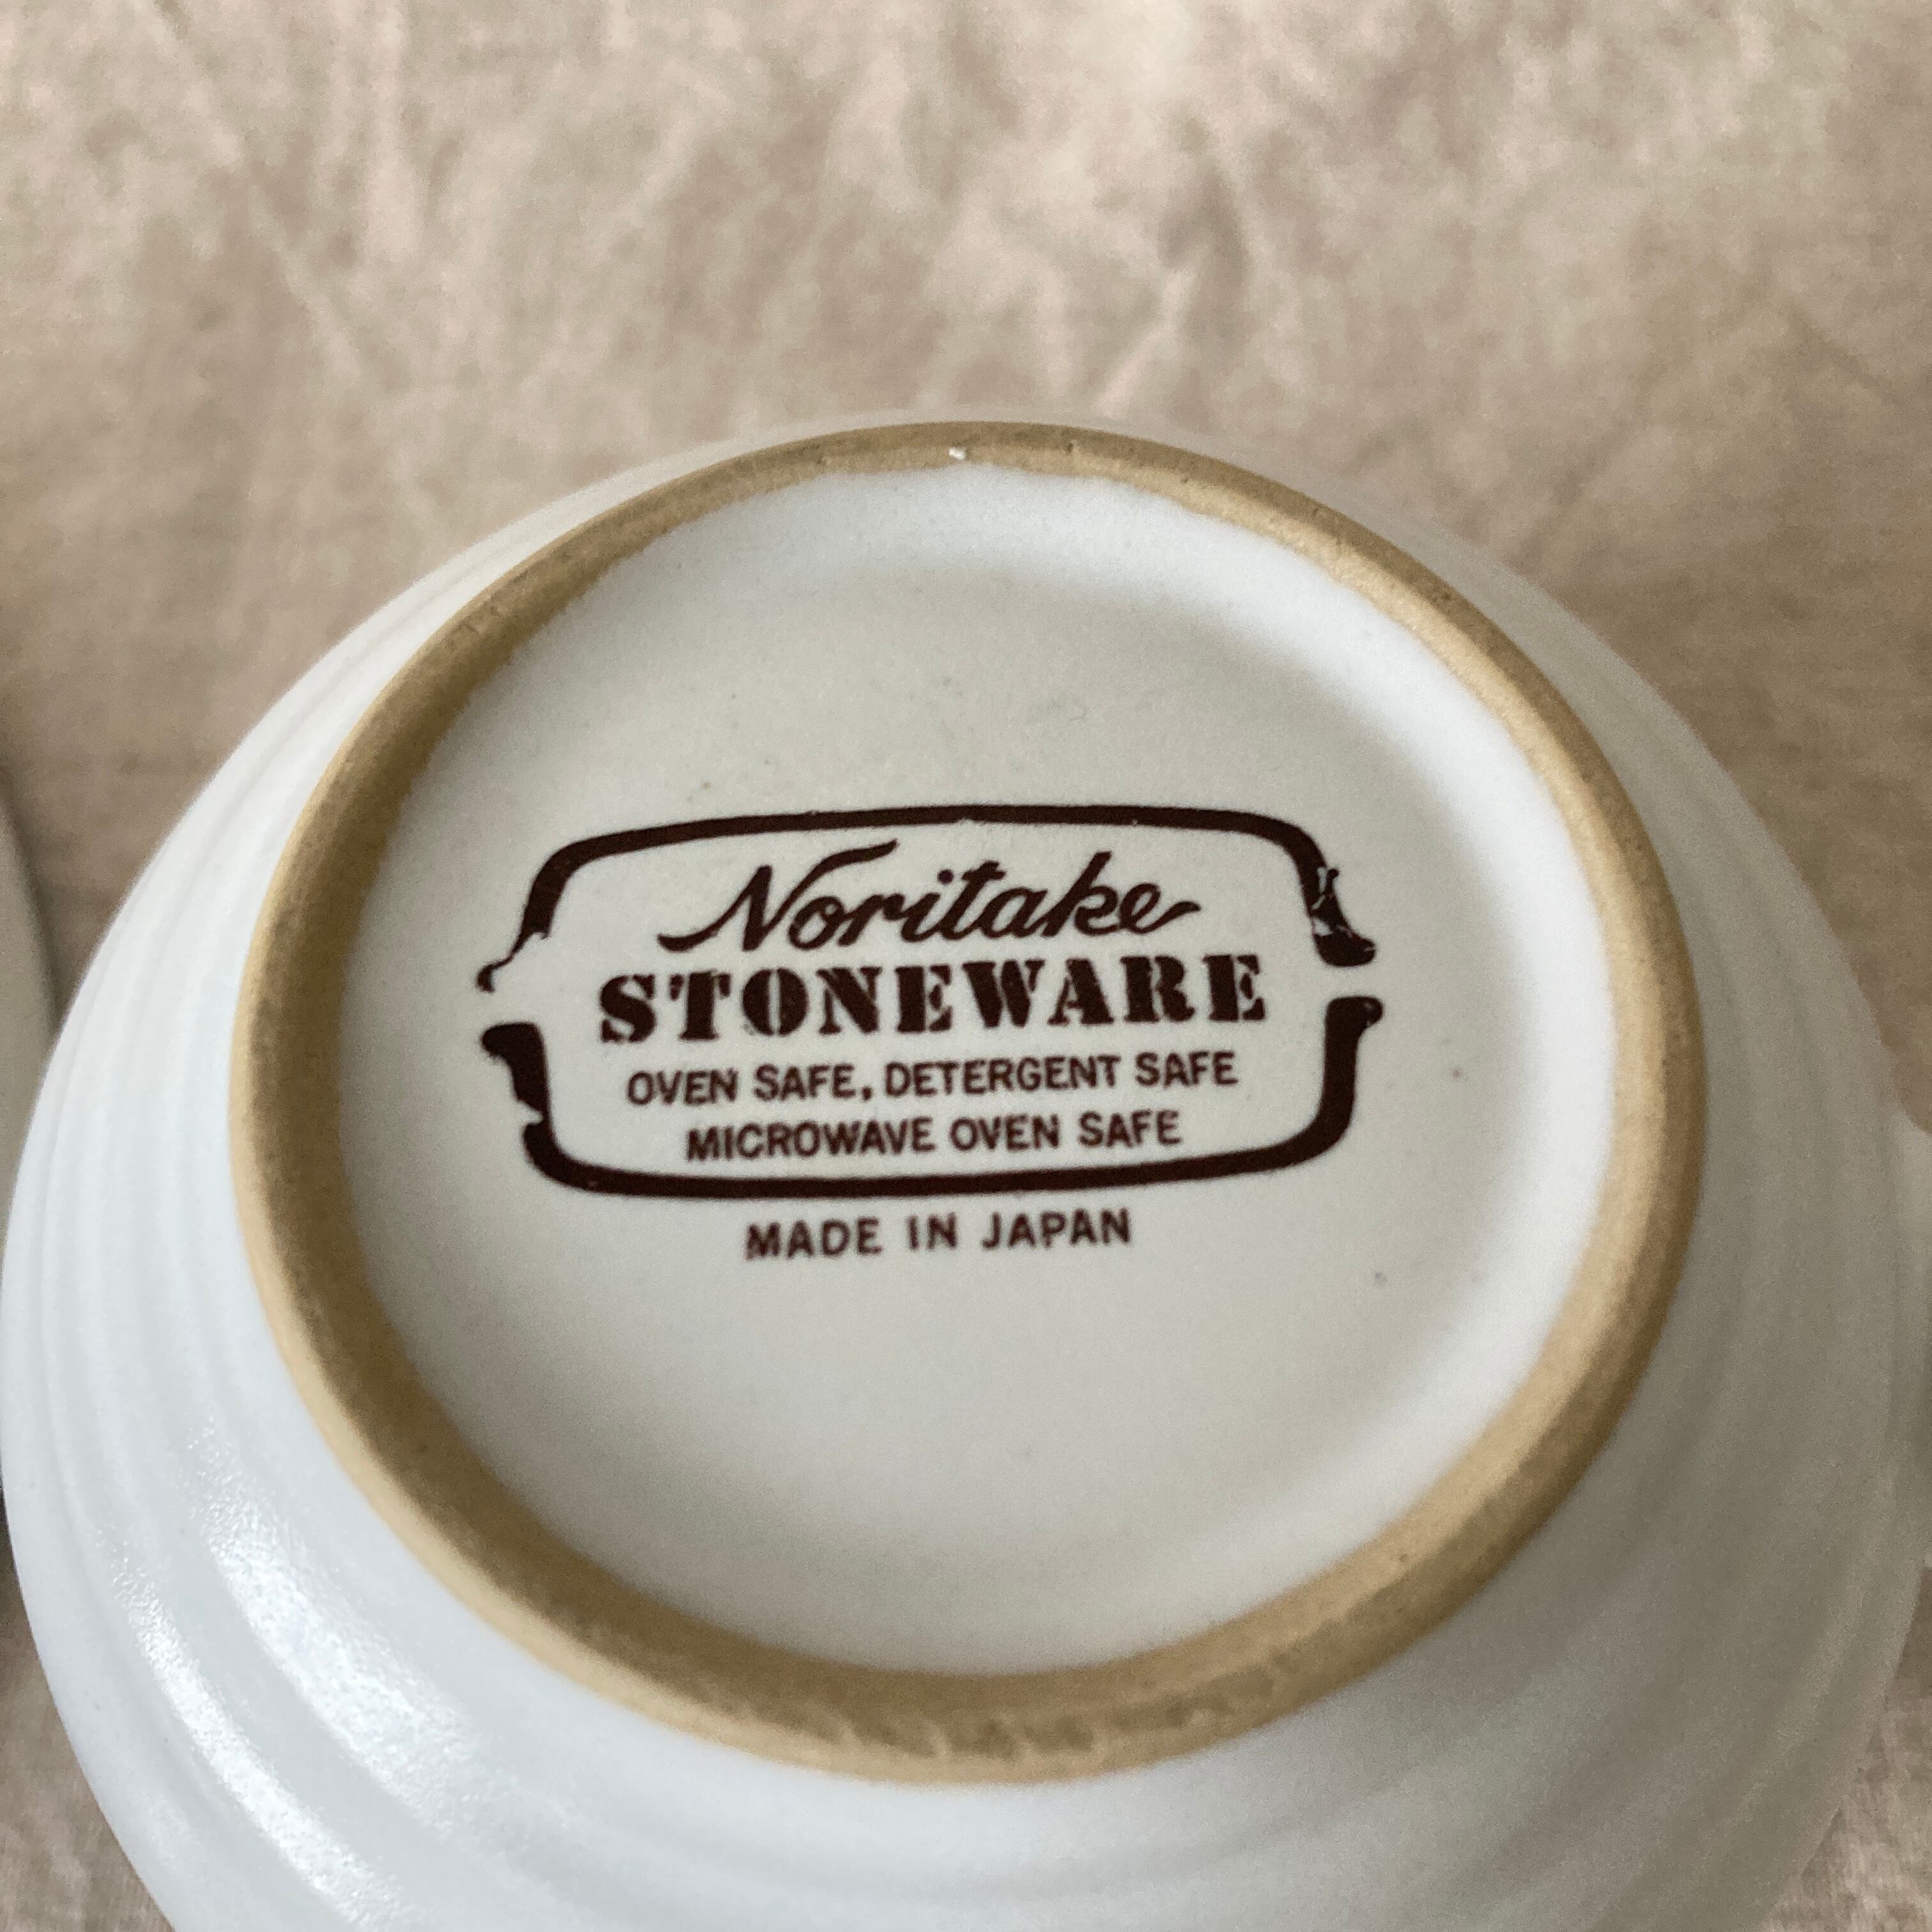 Noritake
STONEWARE
OVEN SAFE, DETERGENT SAFE
MICROWAVE OVEN SAFE
MADE IN JAPAN